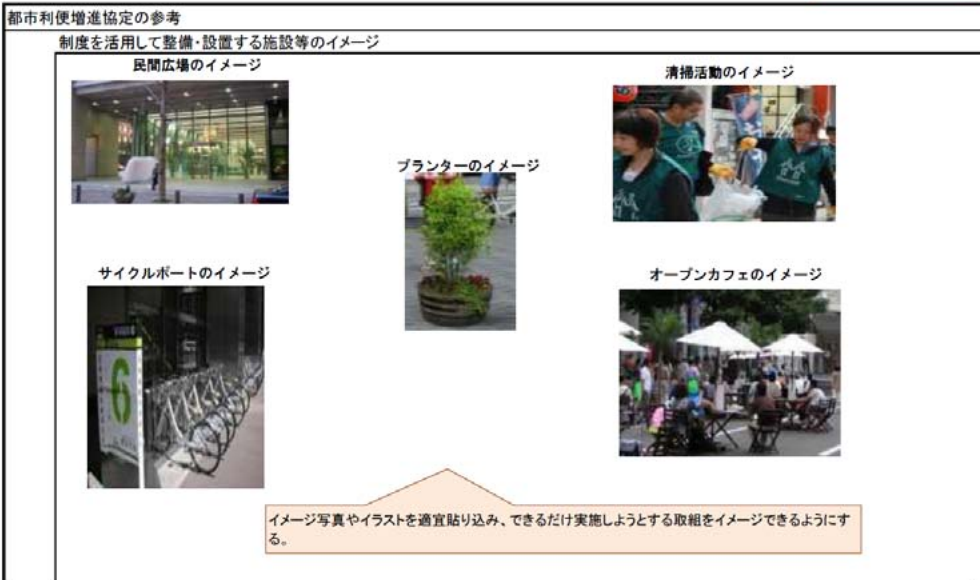 都市利便増進協定の参考
制度を活用して整備・設置する施設等のイメージ
民間広場のイメージ
清掃活動のイメージ
プランターのイメージ
サイクルポートのイメージ
オープンカフェのイメージ
6
イメージ写真やイラストを適宜貼り込み、できるだけ実施しようとする取組をイメージできるようにす
る。